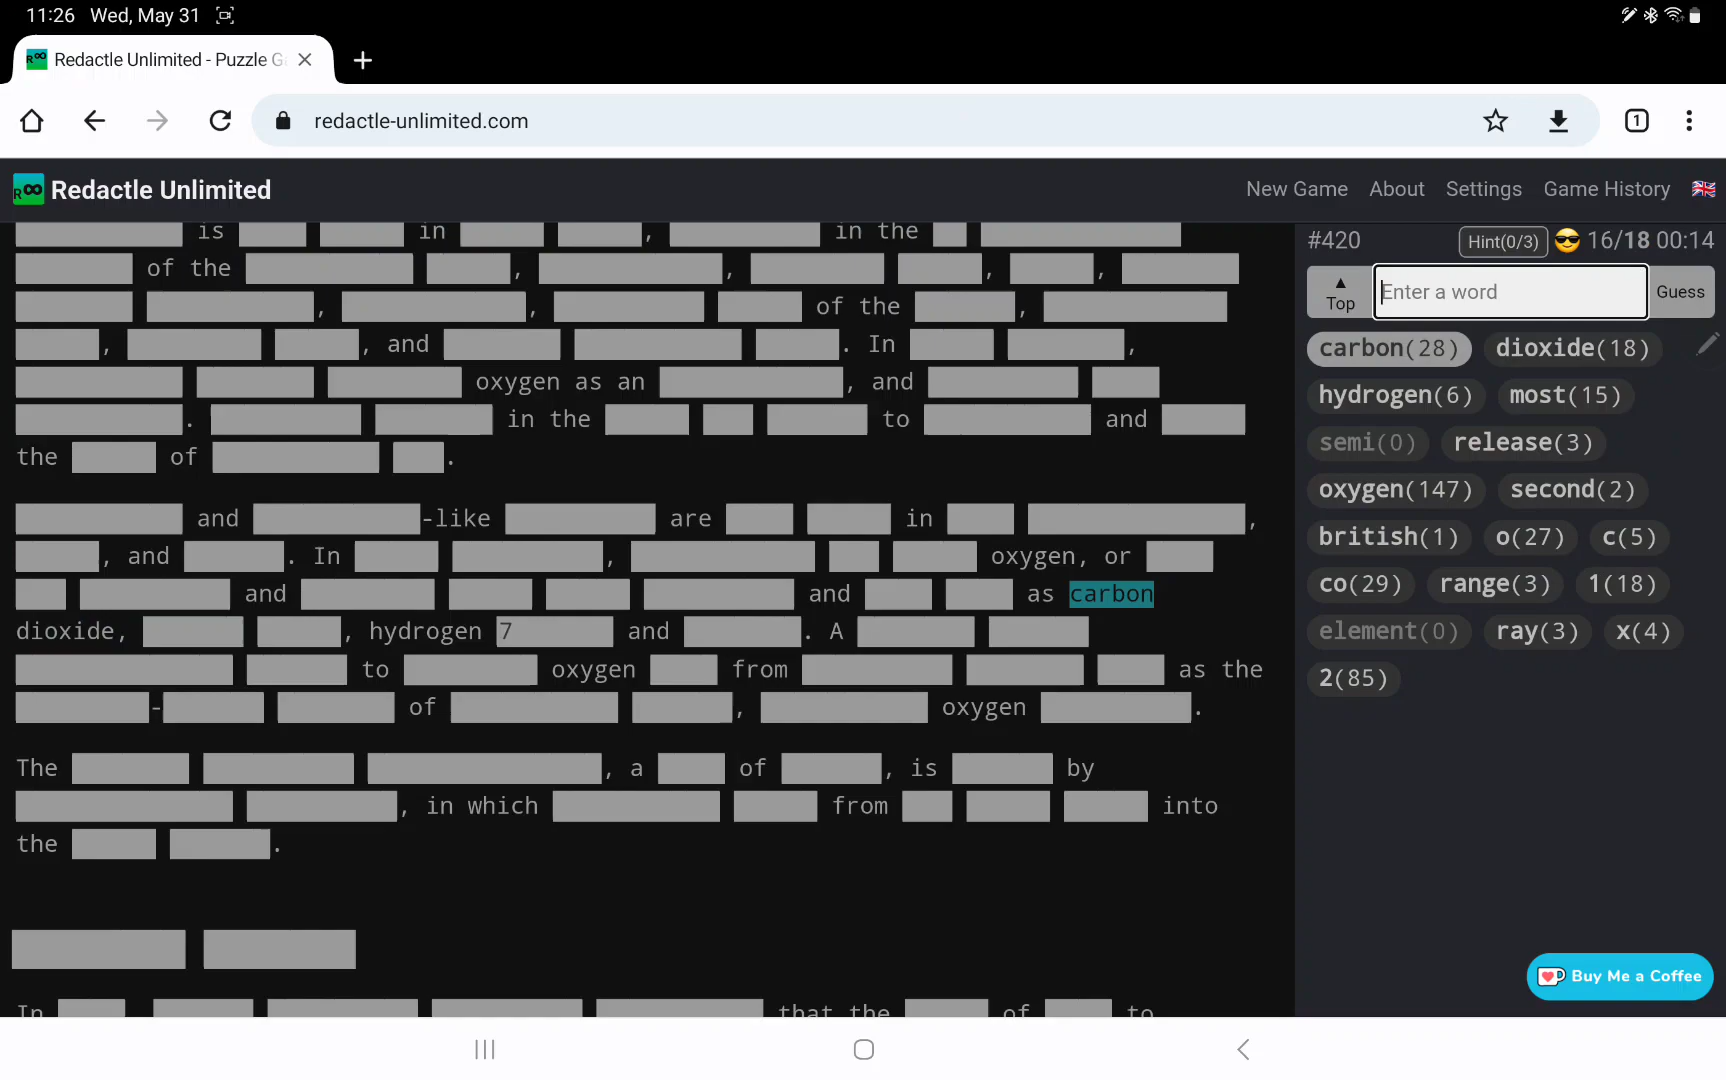 11:26 Wed, May 31
Redactle Unlimited - Puzzle G
redactle-unlimited.com
1
R∞ Redactle Unlimited
New Game About Settings Game History
is in , in the
of the , , , ,
, , of the ,
, , and . In ,
oxygen as an , and
. in the to and
the of .
and -like are in ,
, and . In , oxygen, or
and and as carbon
dioxide, , hydrogen 7 and . A
to oxygen from as the
- of , oxygen .
The , a of , is by
, in which from into
the .
In that the of to
#420 Hint(0/3) 16/18 00:14
▲ Top Enter a word Guess
carbon(28) dioxide(18)
hydrogen(6) most(15)
semi(0) release(3)
oxygen(147) second(2)
british(1) o(27) c(5)
co(29) range(3) 1(18)
element(0) ray(3) x(4)
2(85)
Buy Me a Coffee